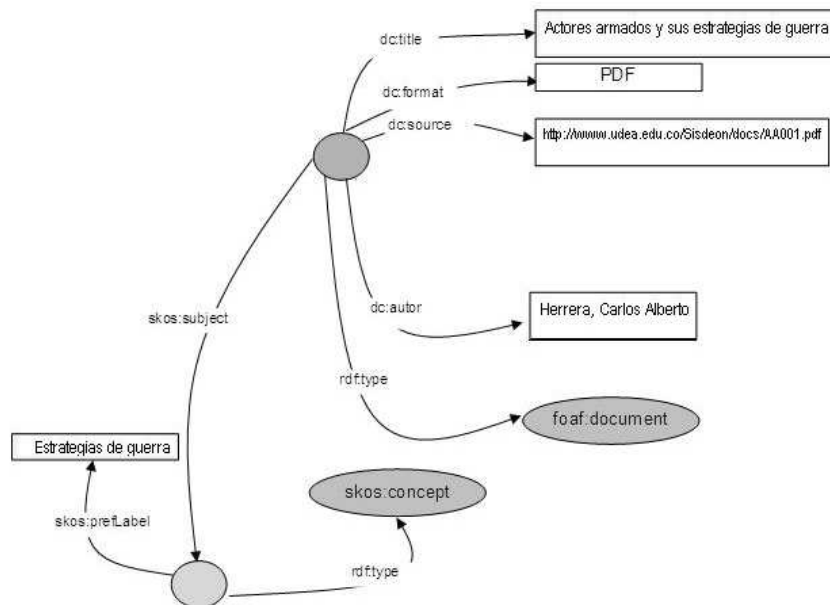 dc:title
Actores armados y sus estrategias de guerra
dc:format
PDF
dc:source
http://wwww.udea.edu.co/Sisdeon/docs/AA001.pdf
skos:subject
dc:autor
Herrera, Carlos Alberto
rdf:type
foaf:document
Estrategias de guerra
skos:concept
skos:prefLabel
rdf:type